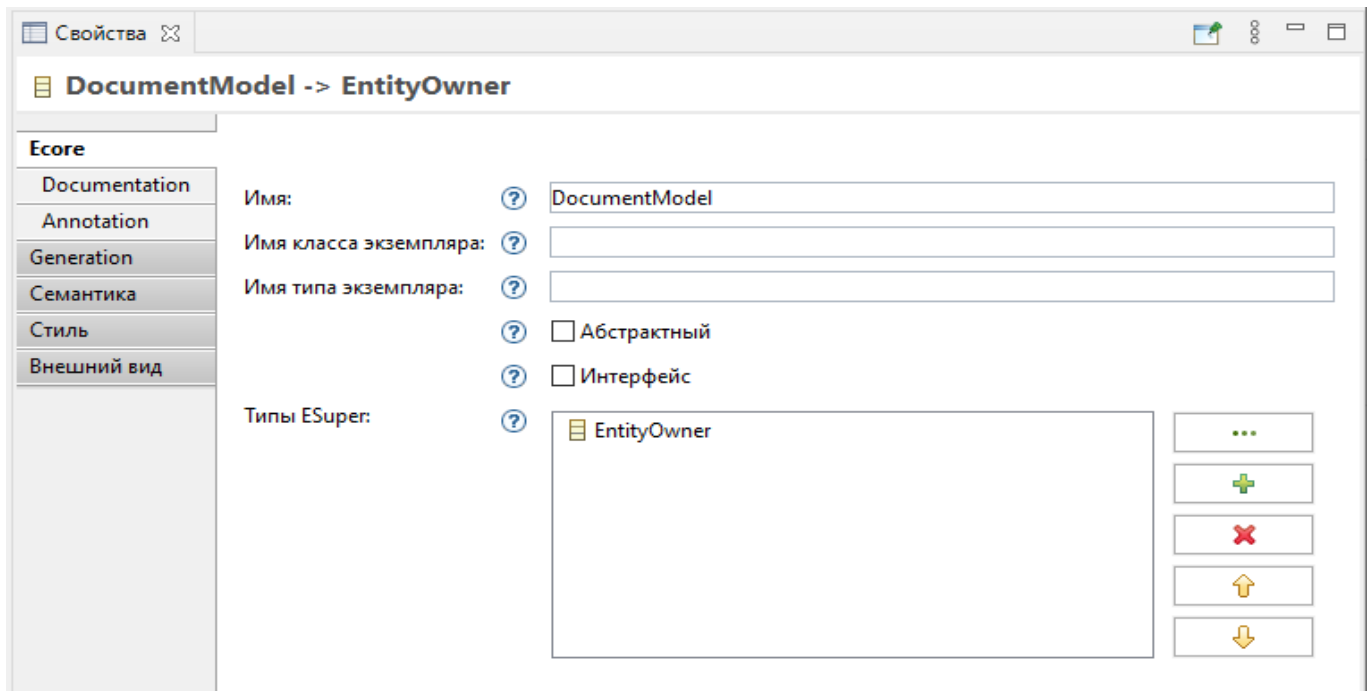 Свойства
DocumentModel -> EntityOwner
Ecore
Documentation
Annotation
Generation
Семантика
Стиль
Внешний вид
Имя: DocumentModel
Имя класса экземпляра:
Имя типа экземпляра:
Абстрактный
Интерфейс
Типы ESuper:
EntityOwner